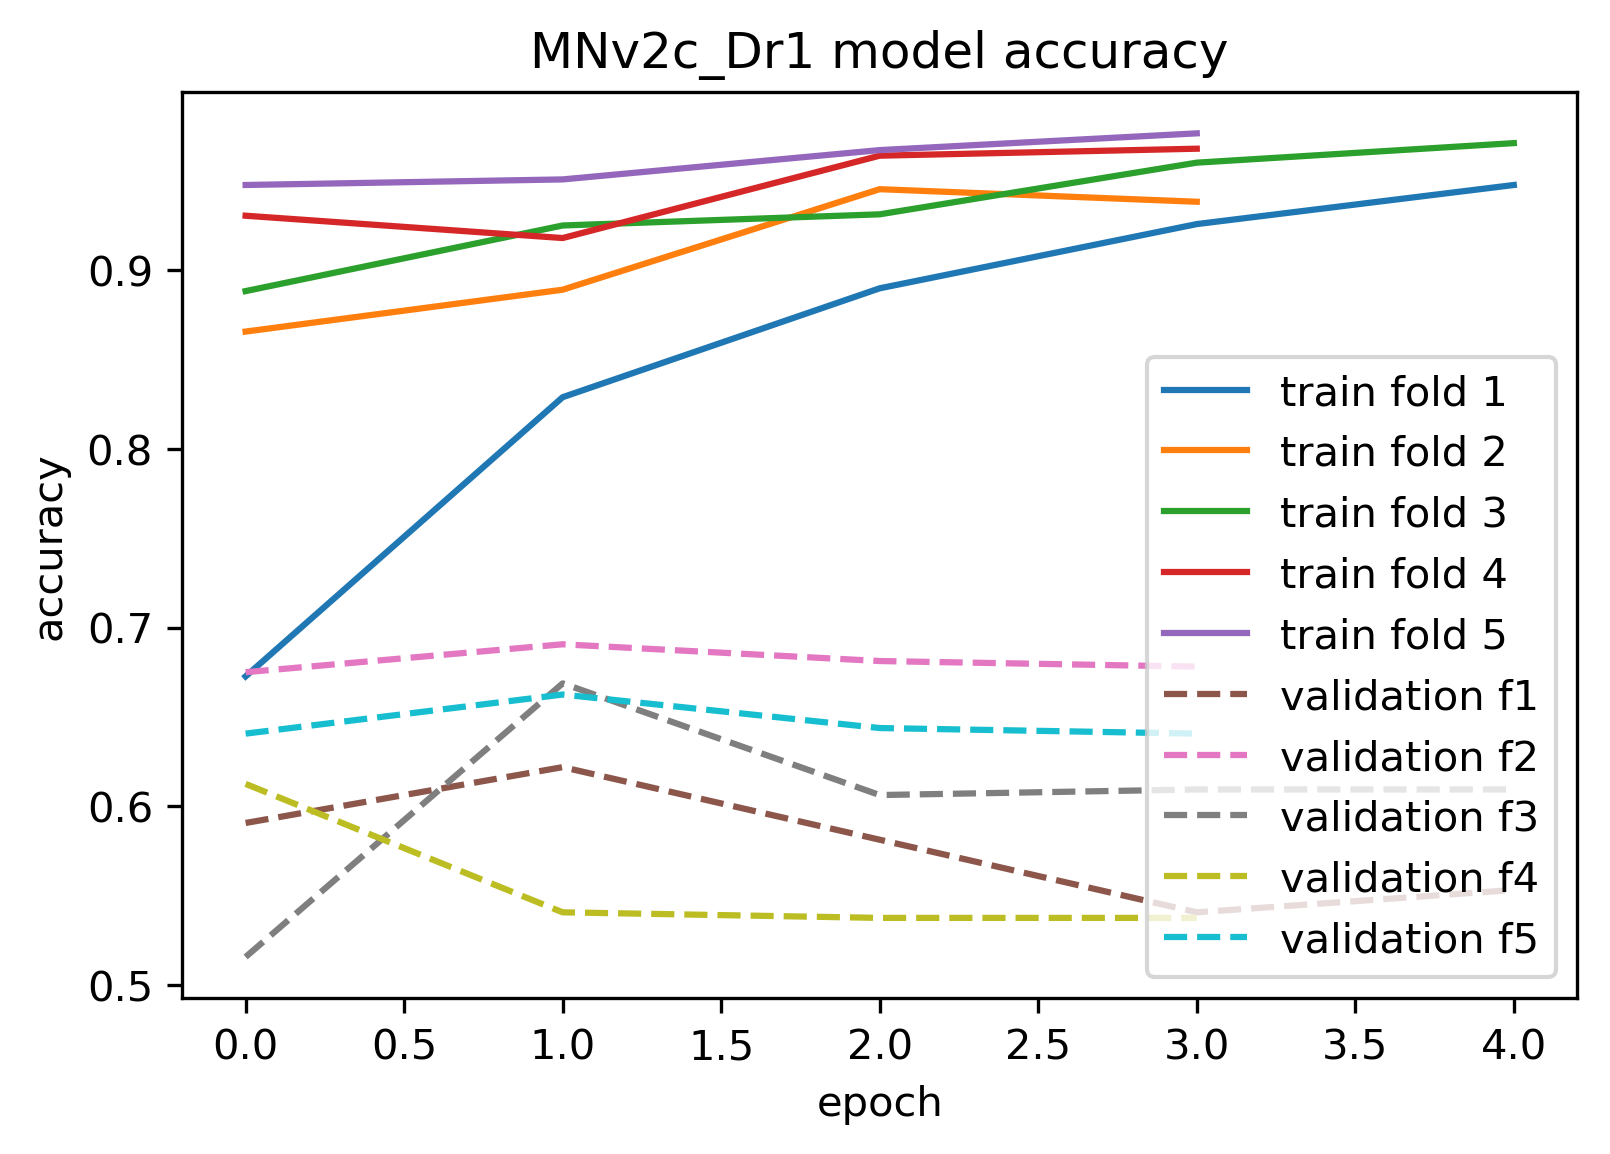 MNv2c_Dr1 model accuracy
accuracy
0.9
0.8
0.7
0.6
0.5
train fold 1
train fold 2
train fold 3
train fold 4
train fold 5
validation f1
validation f2
validation f3
validation f4
validation f5
0.0 0.5 1.0 1.5 2.0 2.5 3.0 3.5 4.0
epoch